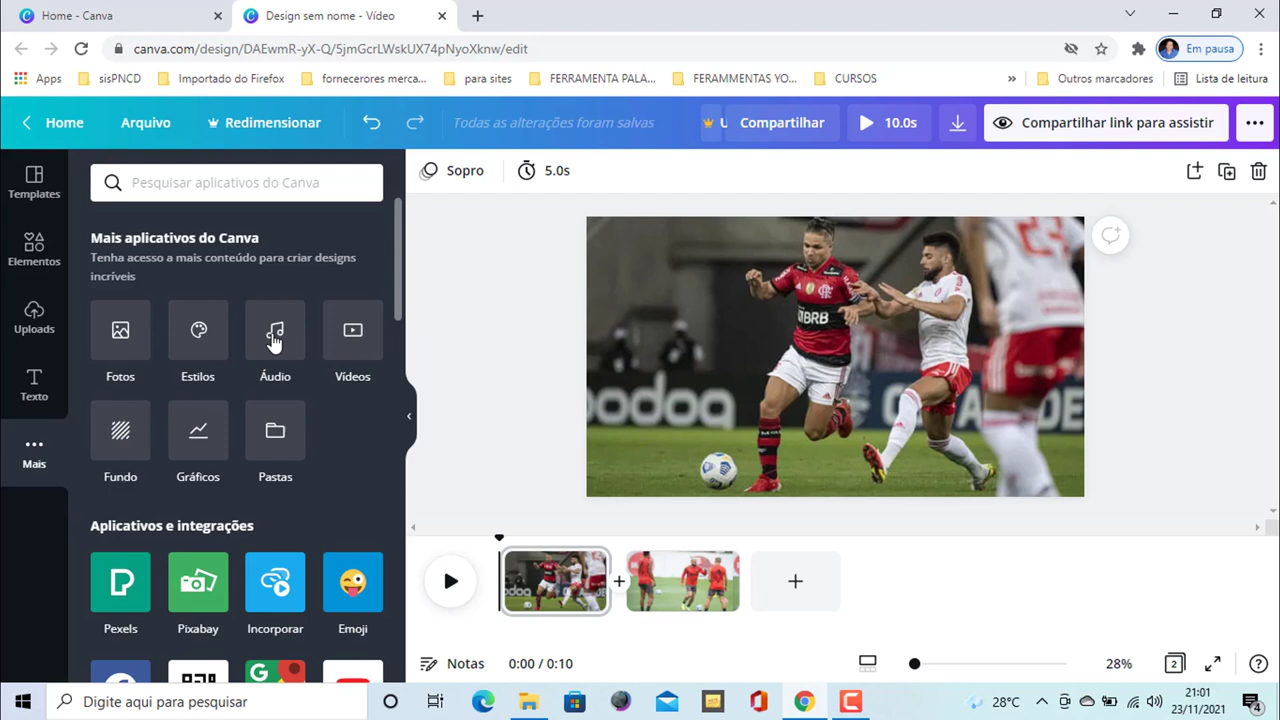 Home - Canva
Design sem nome - Vídeo
canva.com/design/DAEwmR-yX-Q/5jmGcrLWskUX74pNyoXknw/edit
Em pausa
Apps
sisPNCD
Importado do Firefox
fornecerores merca...
para sites
FERRAMENTA PALA...
FERAMMENTAS YO...
CURSOS
»
Outros marcadores
Lista de leitura
Home
Arquivo
Redimensionar
Todas as alterações foram salvas
U
Compartilhar
10.0s
Compartilhar link para assistir
Templates
Elementos
Uploads
Texto
Mais
Pesquisar aplicativos do Canva
Mais aplicativos do Canva
Tenha acesso a mais conteúdo para criar designs
incríveis
Fotos
Estilos
Áudio
Vídeos
Fundo
Gráficos
Pastas
Aplicativos e integrações
Pexels
Pixabay
Incorporar
Emoji
Sopro
5.0s
23
BRB
Notas
0:00 / 0:10
28%
2
Digite aqui para pesquisar
28°C
21:01
23/11/2021
4